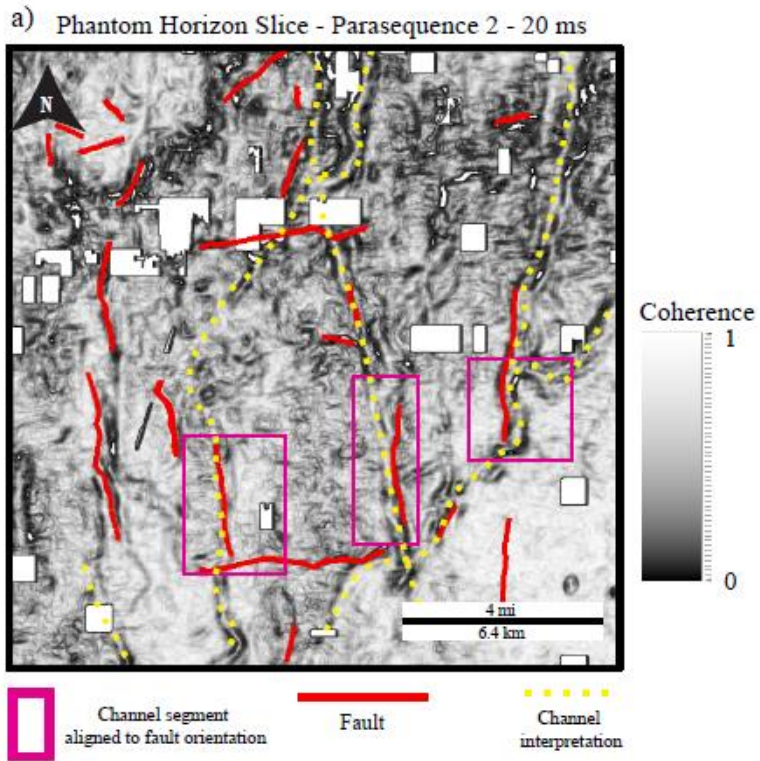 a) Phantom Horizon Slice - Parasequence 2 - 20 ms
N
Coherence
1
0
4 mi
6.4 km
Channel segment
aligned to fault orientation
Fault
Channel
interpretation